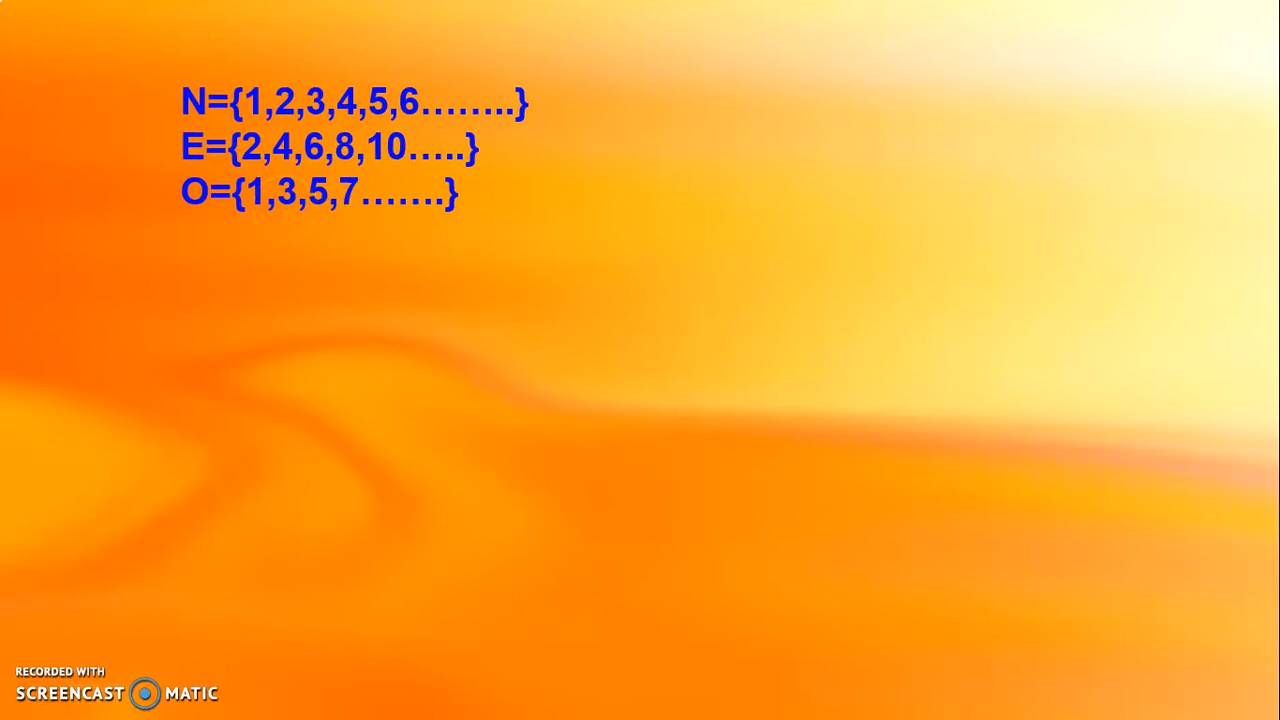 N={1,2,3,4,5,6........}
E={2,4,6,8,10.....}
O={1,3,5,7.......}
RECORDED WITH
SCREENCAST MATIC